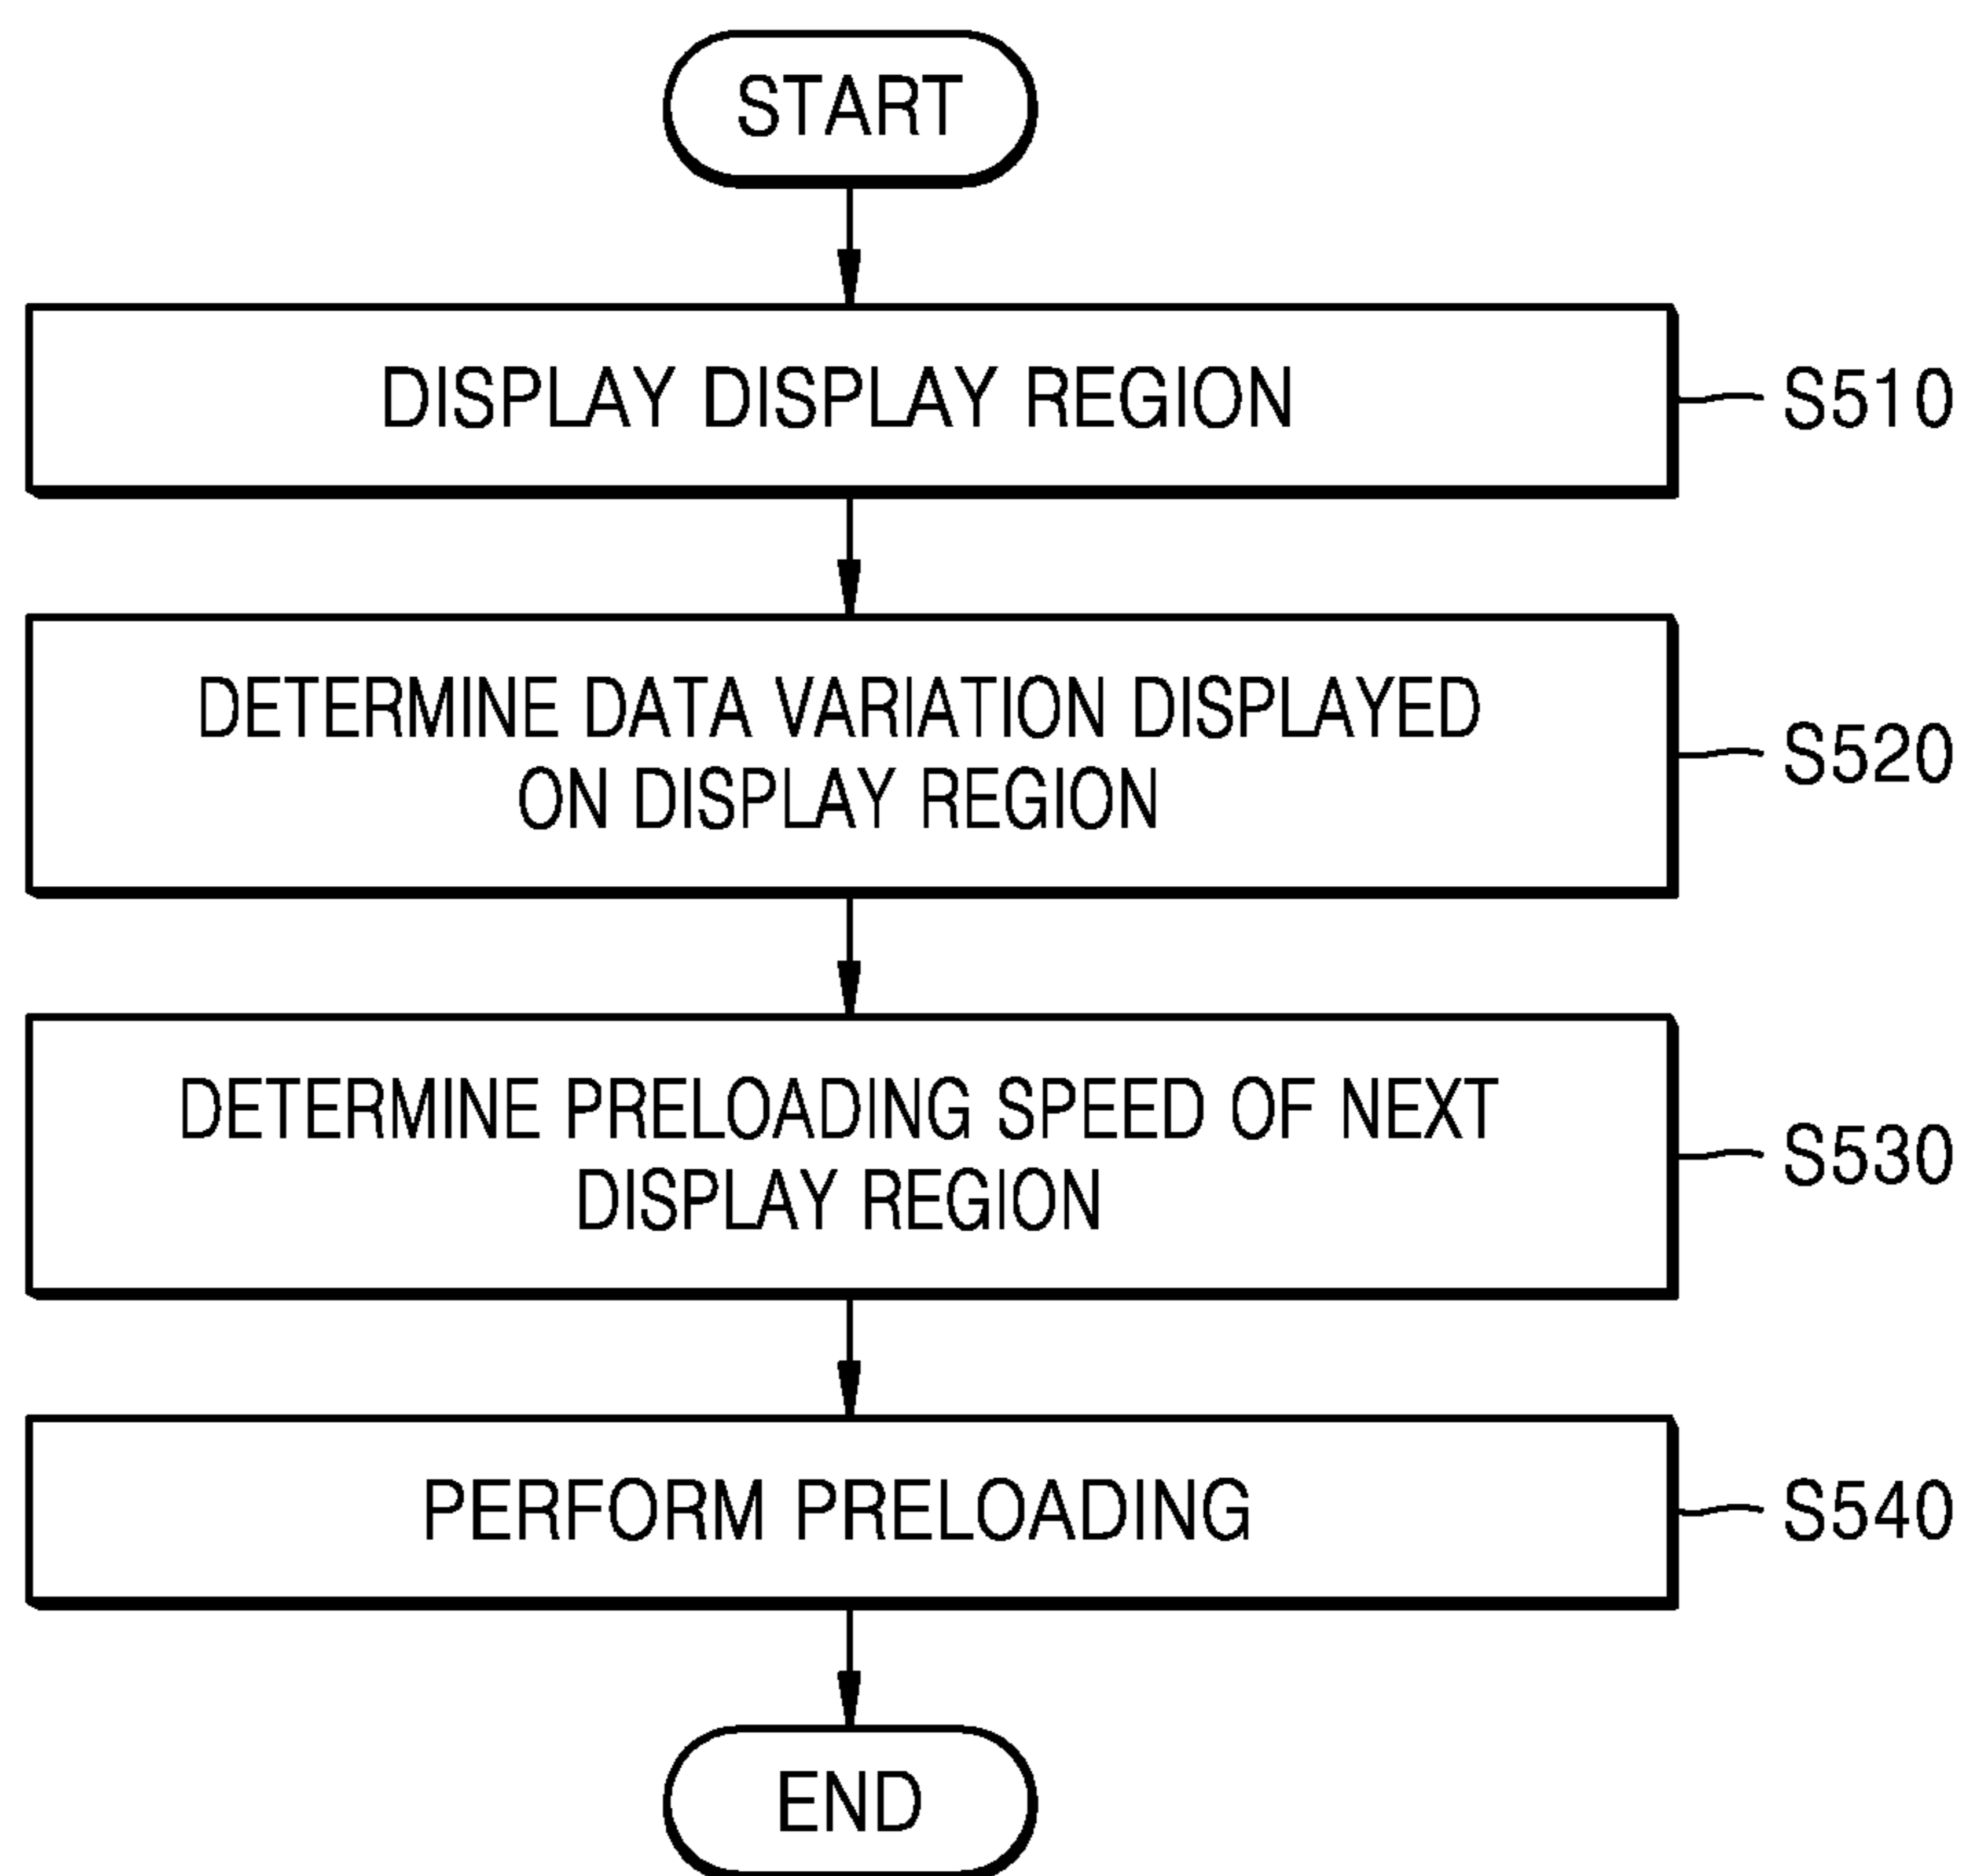 START
DISPLAY DISPLAY REGION
S510
DETERMINE DATA VARIATION DISPLAYED
ON DISPLAY REGION
S520
DETERMINE PRELOADING SPEED OF NEXT
DISPLAY REGION
S530
PERFORM PRELOADING
S540
END